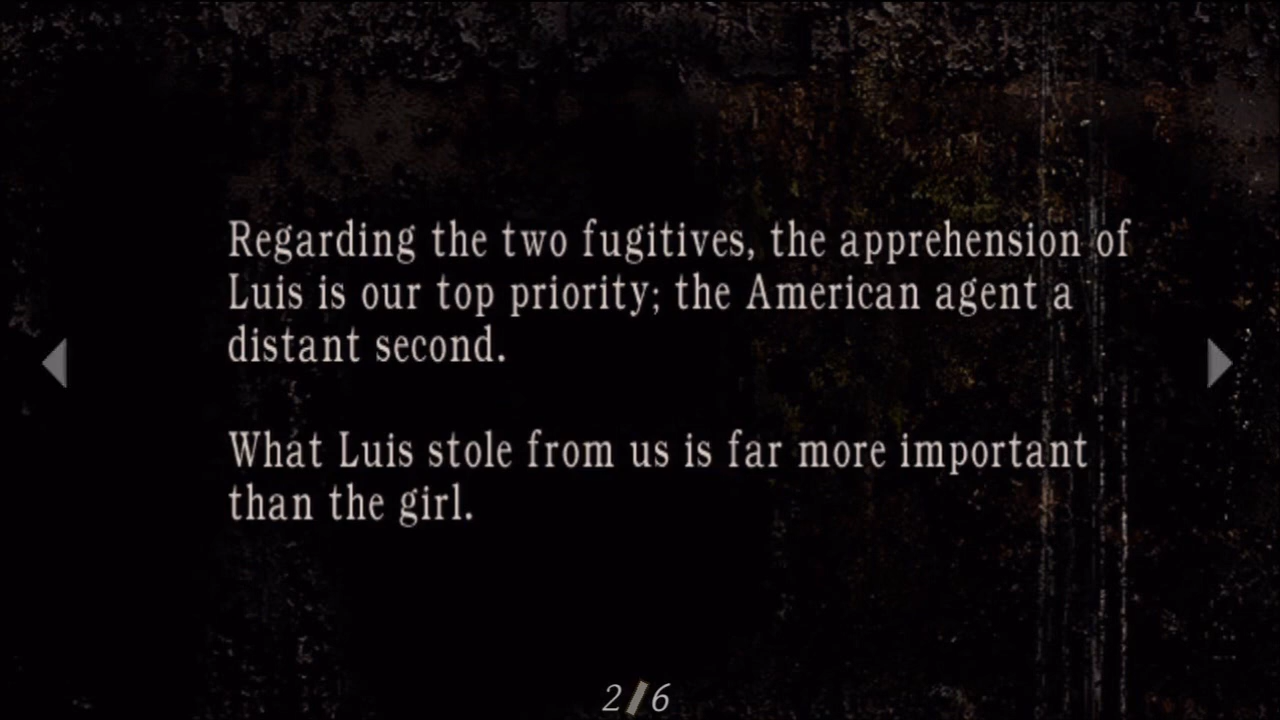 Regarding the two fugitives, the apprehension of
Luis is our top priority; the American agent a
distant second.
What Luis stole from us is far more important
than the girl.
2/6